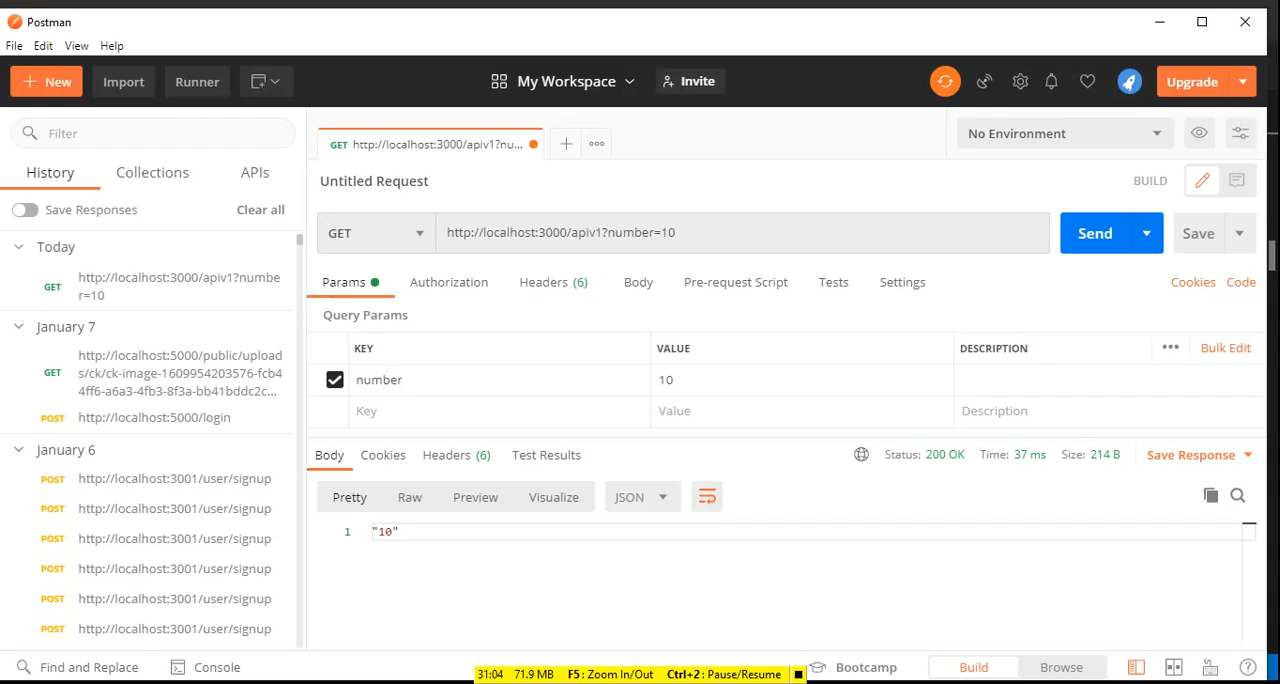 Postman
File Edit View Help
New Import Runner My Workspace Invite Upgrade
Filter
History Collections APIs
Save Responses Clear all
Today
GET http://localhost:3000/apiv1?numbe
r=10
January 7
GET http://localhost:5000/public/upload
s/ck/ck-image-1609954203576-fcb4
4ff6-a6a3-4fb3-8f3a-bb41bddc2c...
POST http://localhost:5000/login
January 6
POST http://localhost:3001/user/signup
POST http://localhost:3001/user/signup
POST http://localhost:3001/user/signup
POST http://localhost:3001/user/signup
POST http://localhost:3001/user/signup
POST http://localhost:3001/user/signup
GET http://localhost:3000/apiv1?nu...
No Environment
Untitled Request BUILD
GET http://localhost:3000/apiv1?number=10 Send Save
Params Authorization Headers (6) Body Pre-request Script Tests Settings Cookies Code
Query Params
KEY VALUE DESCRIPTION Bulk Edit
number 10
Key Value Description
Body Cookies Headers (6) Test Results Status: 200 OK Time: 37 ms Size: 214 B Save Response
Pretty Raw Preview Visualize JSON
1 "10"
Find and Replace Console Bootcamp Build Browse
31:04 71.9 MB F5: Zoom In/Out Ctrl+2: Pause/Resume